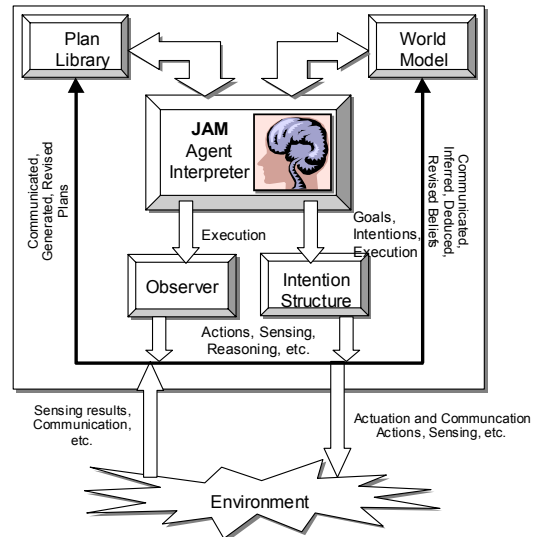 Plan
Library
World
Model
JAM
Agent
Interpreter
Communicated,
Generated, Revised
Plans
Communicated,
Inferred, Deduced,
Revised Beliefs
Execution
Goals,
Intentions,
Execution
Observer
Intention
Structure
Actions, Sensing,
Reasoning, etc.
Sensing results,
Communication,
etc.
Actuation and Communcation
Actions, Sensing, etc.
Environment